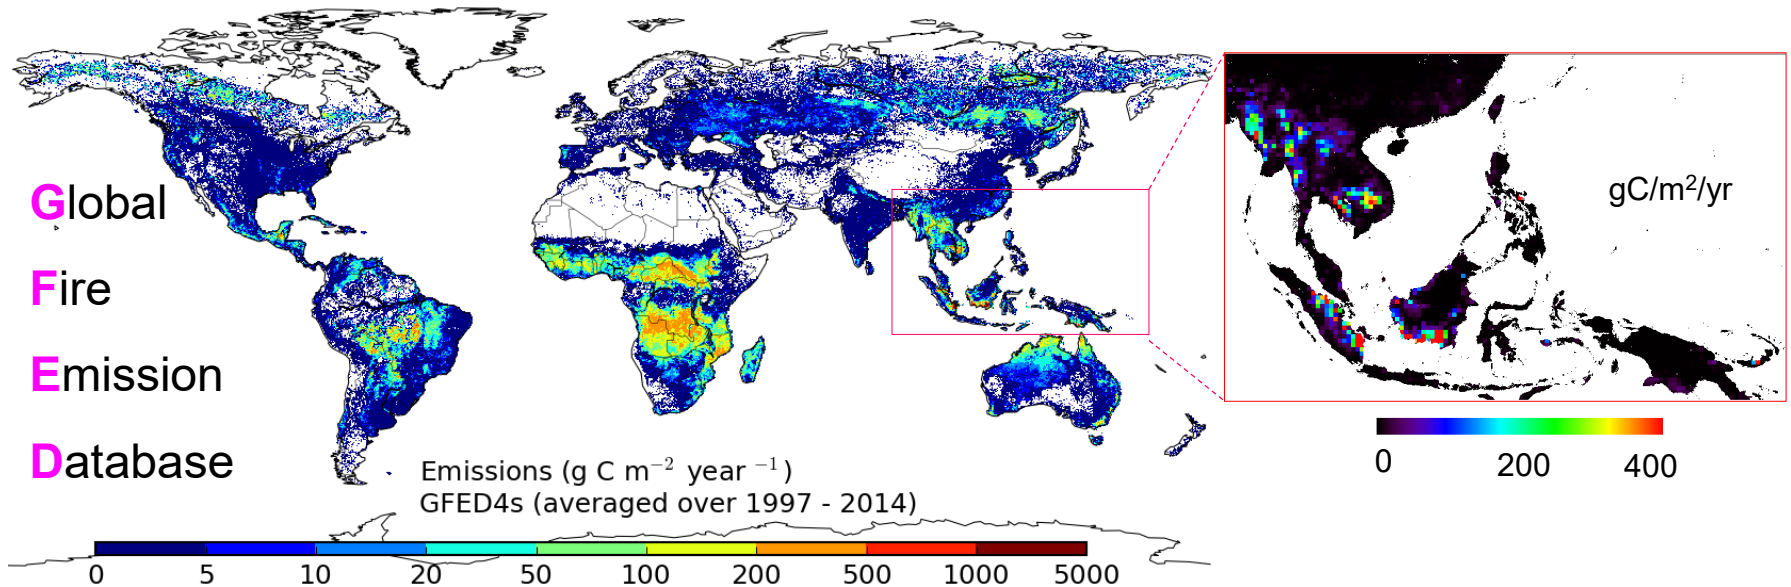 Global
Fire
Emission
Database
Emissions (g C m⁻² year ⁻¹)
GFED4s (averaged over 1997 - 2014)
0 5 10 20 50 100 200 500 1000 5000
gC/m²/yr
0 200 400